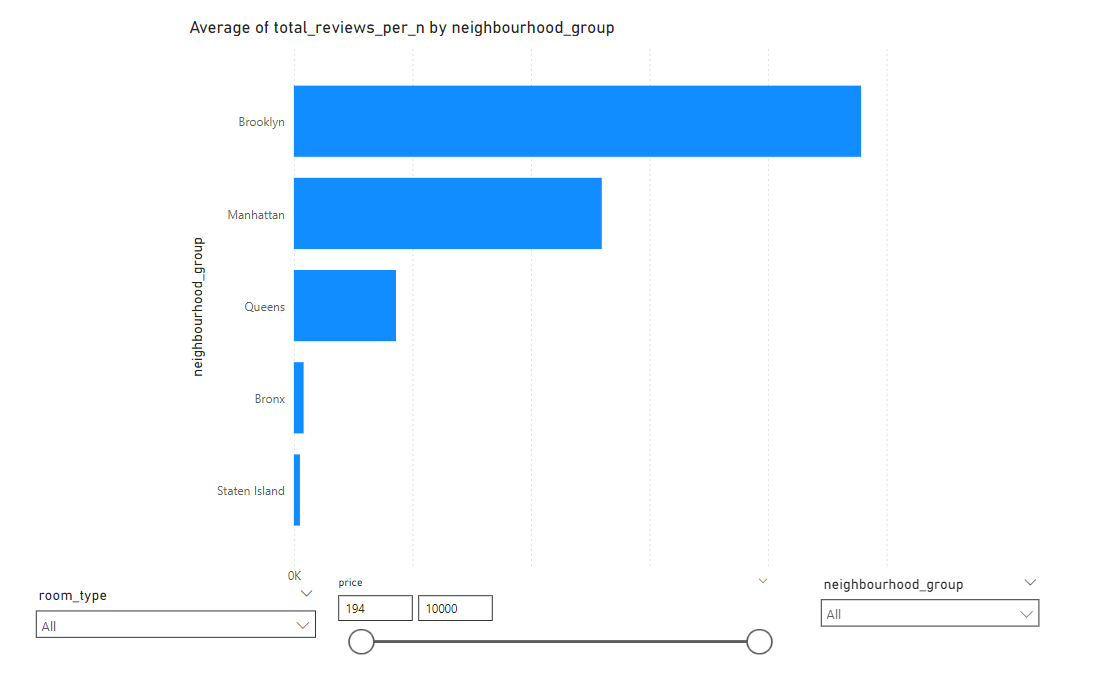 Average of total_reviews_per_n by neighbourhood_group
neighbourhood_group
Brooklyn
Manhattan
Queens
Bronx
Staten Island
0K
room_type
All
price
194 10000
neighbourhood_group
All